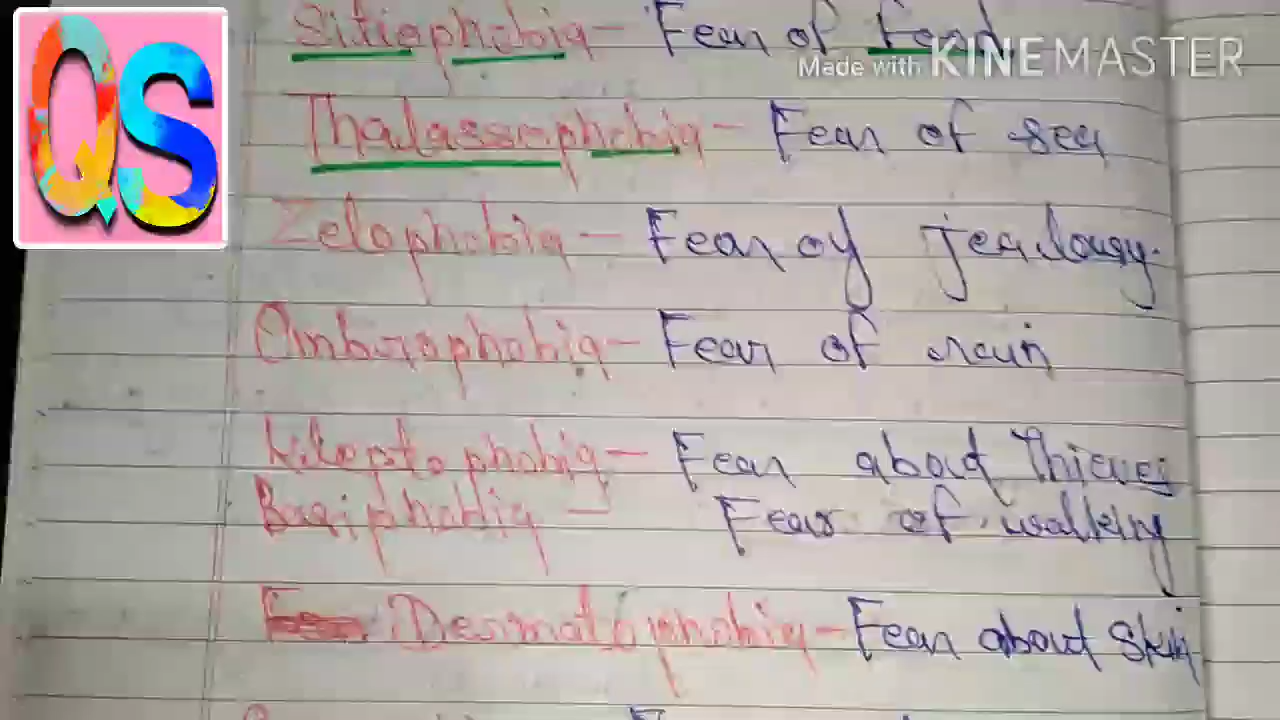 QS
Sitiophobia- Fear of Food
Made with KINEMASTER
Thalassophobia- Fear of sea
Zelophobia- Fear of jealousy.
Ombrophobia- Fear of rain
Kleptophobia- Fear about Thieves
Basiphobia - Fear of walking
Dermatophobia- Fear about Skin